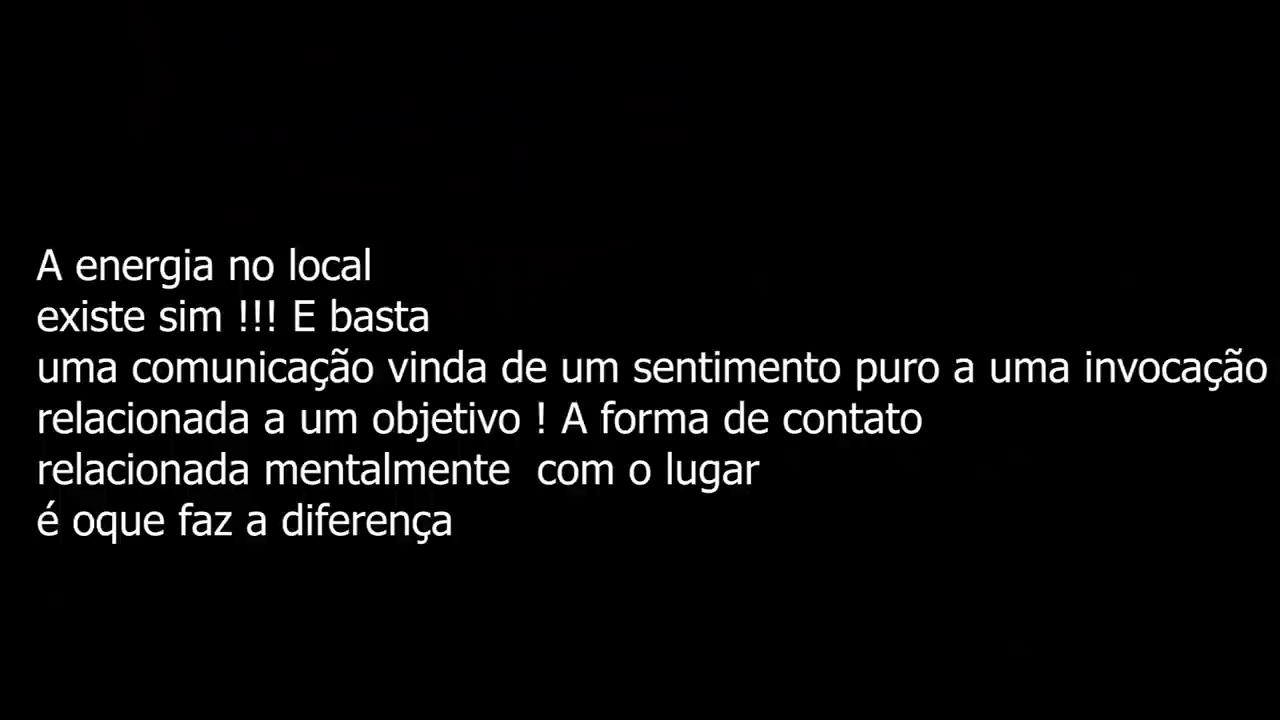 A energia no local
existe sim !!! E basta
uma comunicação vinda de um sentimento puro a uma invocação
relacionada a um objetivo ! A forma de contato
relacionada mentalmente  com o lugar
é oque faz a diferença